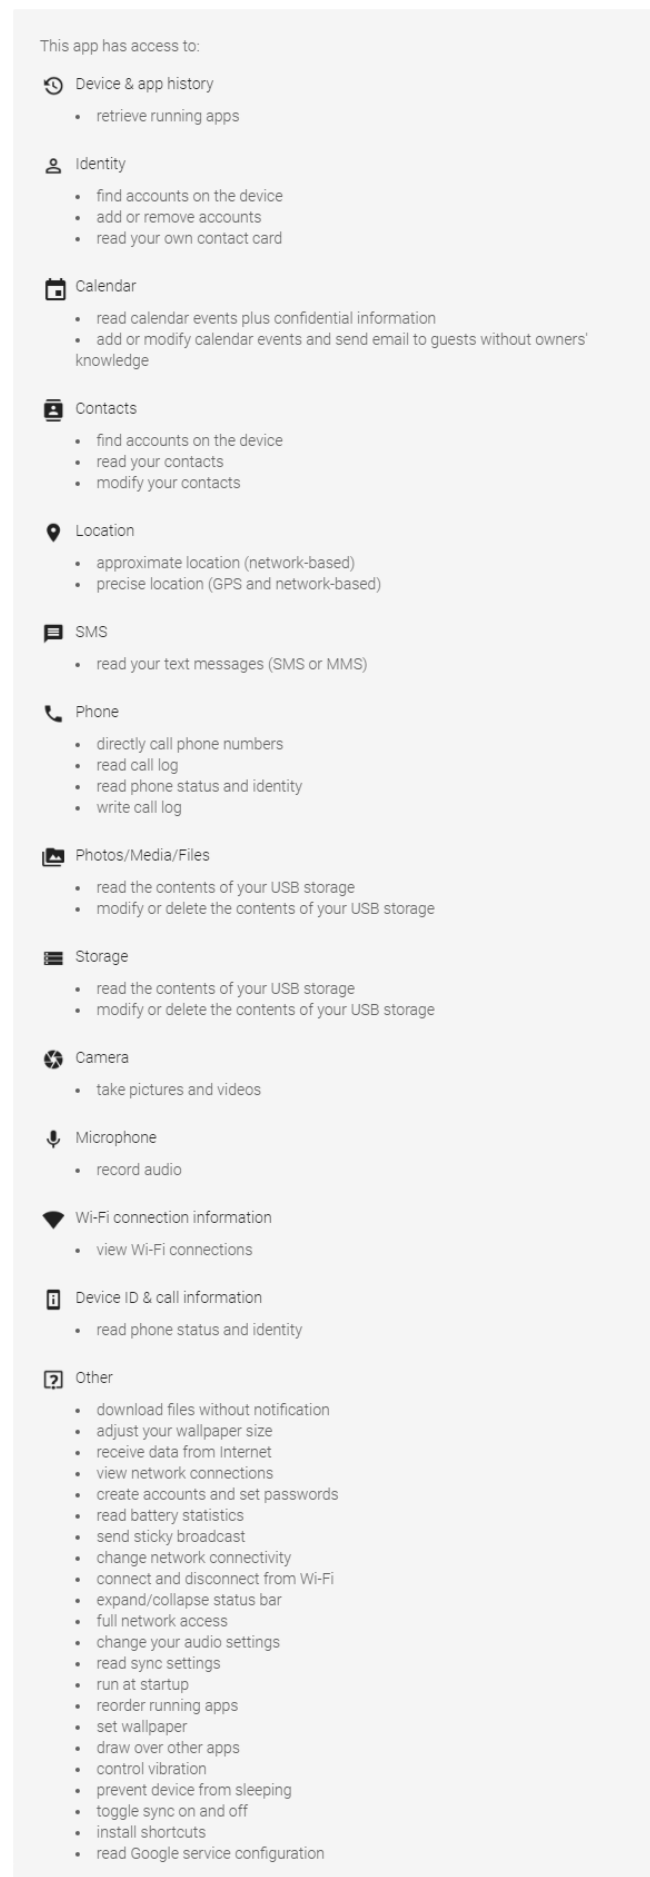 This app has access to:
Device & app history
• retrieve running apps
Identity
• find accounts on the device
• add or remove accounts
• read your own contact card
Calendar
• read calendar events plus confidential information
• add or modify calendar events and send email to guests without owners'
knowledge
Contacts
• find accounts on the device
• read your contacts
• modify your contacts
Location
• approximate location (network-based)
• precise location (GPS and network-based)
SMS
• read your text messages (SMS or MMS)
Phone
• directly call phone numbers
• read call log
• read phone status and identity
• write call log
Photos/Media/Files
• read the contents of your USB storage
• modify or delete the contents of your USB storage
Storage
• read the contents of your USB storage
• modify or delete the contents of your USB storage
Camera
• take pictures and videos
Microphone
• record audio
Wi-Fi connection information
• view Wi-Fi connections
Device ID & call information
• read phone status and identity
Other
• download files without notification
• adjust your wallpaper size
• receive data from Internet
• view network connections
• create accounts and set passwords
• read battery statistics
• send sticky broadcast
• change network connectivity
• connect and disconnect from Wi-Fi
• expand/collapse status bar
• full network access
• change your audio settings
• read sync settings
• run at startup
• reorder running apps
• set wallpaper
• draw over other apps
• control vibration
• prevent device from sleeping
• toggle sync on and off
• install shortcuts
• read Google service configuration